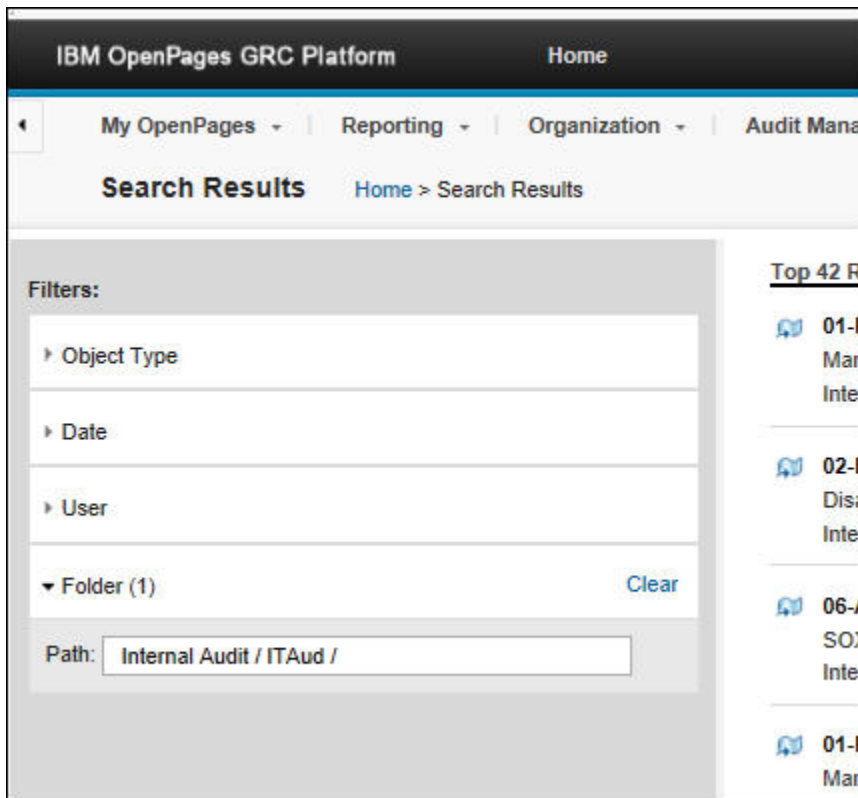 IBM OpenPages GRC Platform Home
My OpenPages Reporting Organization Audit Mana
Search Results Home > Search Results
Filters:
Object Type
Date
User
Folder (1) Clear
Path: Internal Audit / ITAud /
Top 42 R
01-
Mar
Inte
02-
Disa
Inte
06-
SOX
Inte
01-
Mar